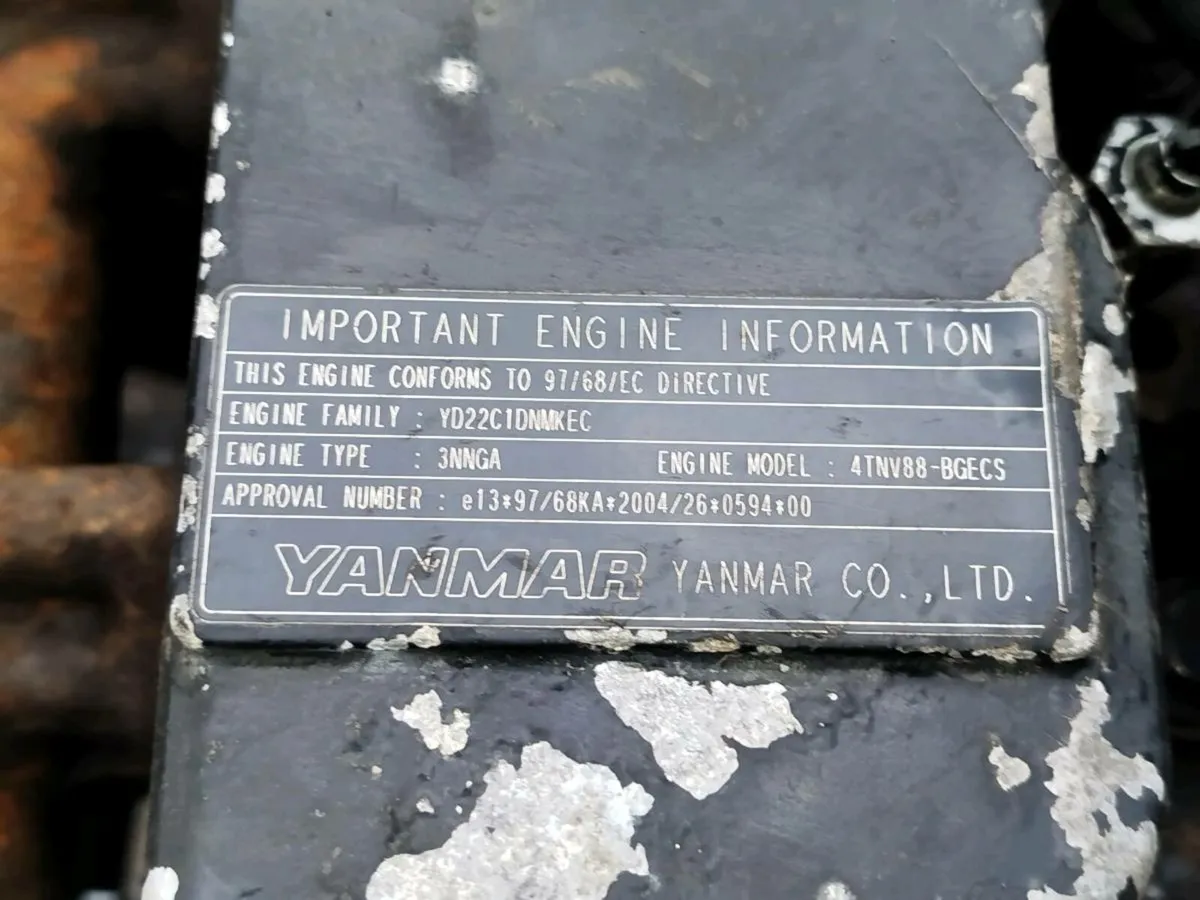 IMPORTANT ENGINE INFORMATION
THIS ENGINE CONFORMS TO 97/68/EC DiRECTIVE
ENGINE FAMILY : YD22C1DNMKEC
ENGINE TYPE : 3NNGA ENGINE MODEL : 4TNV88-BGECS
APPROVAL NUMBER : e13*97/68KA*2004/26*0594*00
YANMAR YANMAR CO.,LTD.